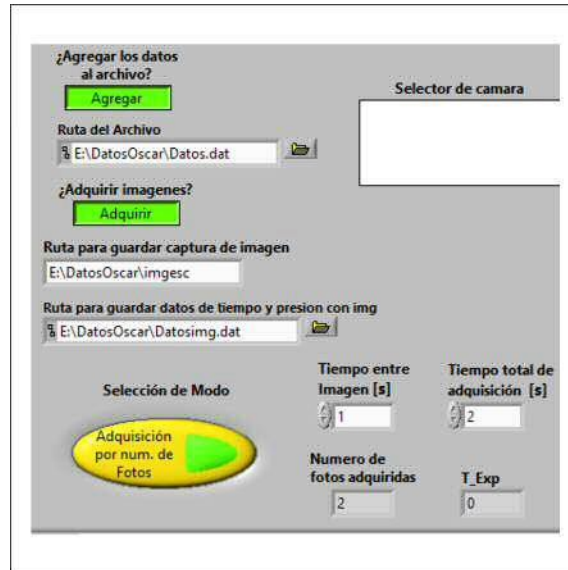 ¿Agregar los datos
al archivo?
Agregar
Selector de camara
Ruta del Archivo
E:\DatosOscar\Datos.dat
¿Adquirir imagenes?
Adquirir
Ruta para guardar captura de imagen
E:\DatosOscar\imgesc
Ruta para guardar datos de tiempo y presion con img
E:\DatosOscar\Datosimg.dat
Selección de Modo
Adquisición
por num. de
Fotos
Tiempo entre
Imagen [s]
1
Tiempo total de
adquisición [s]
2
Numero de
fotos adquiridas
2
T_Exp
0